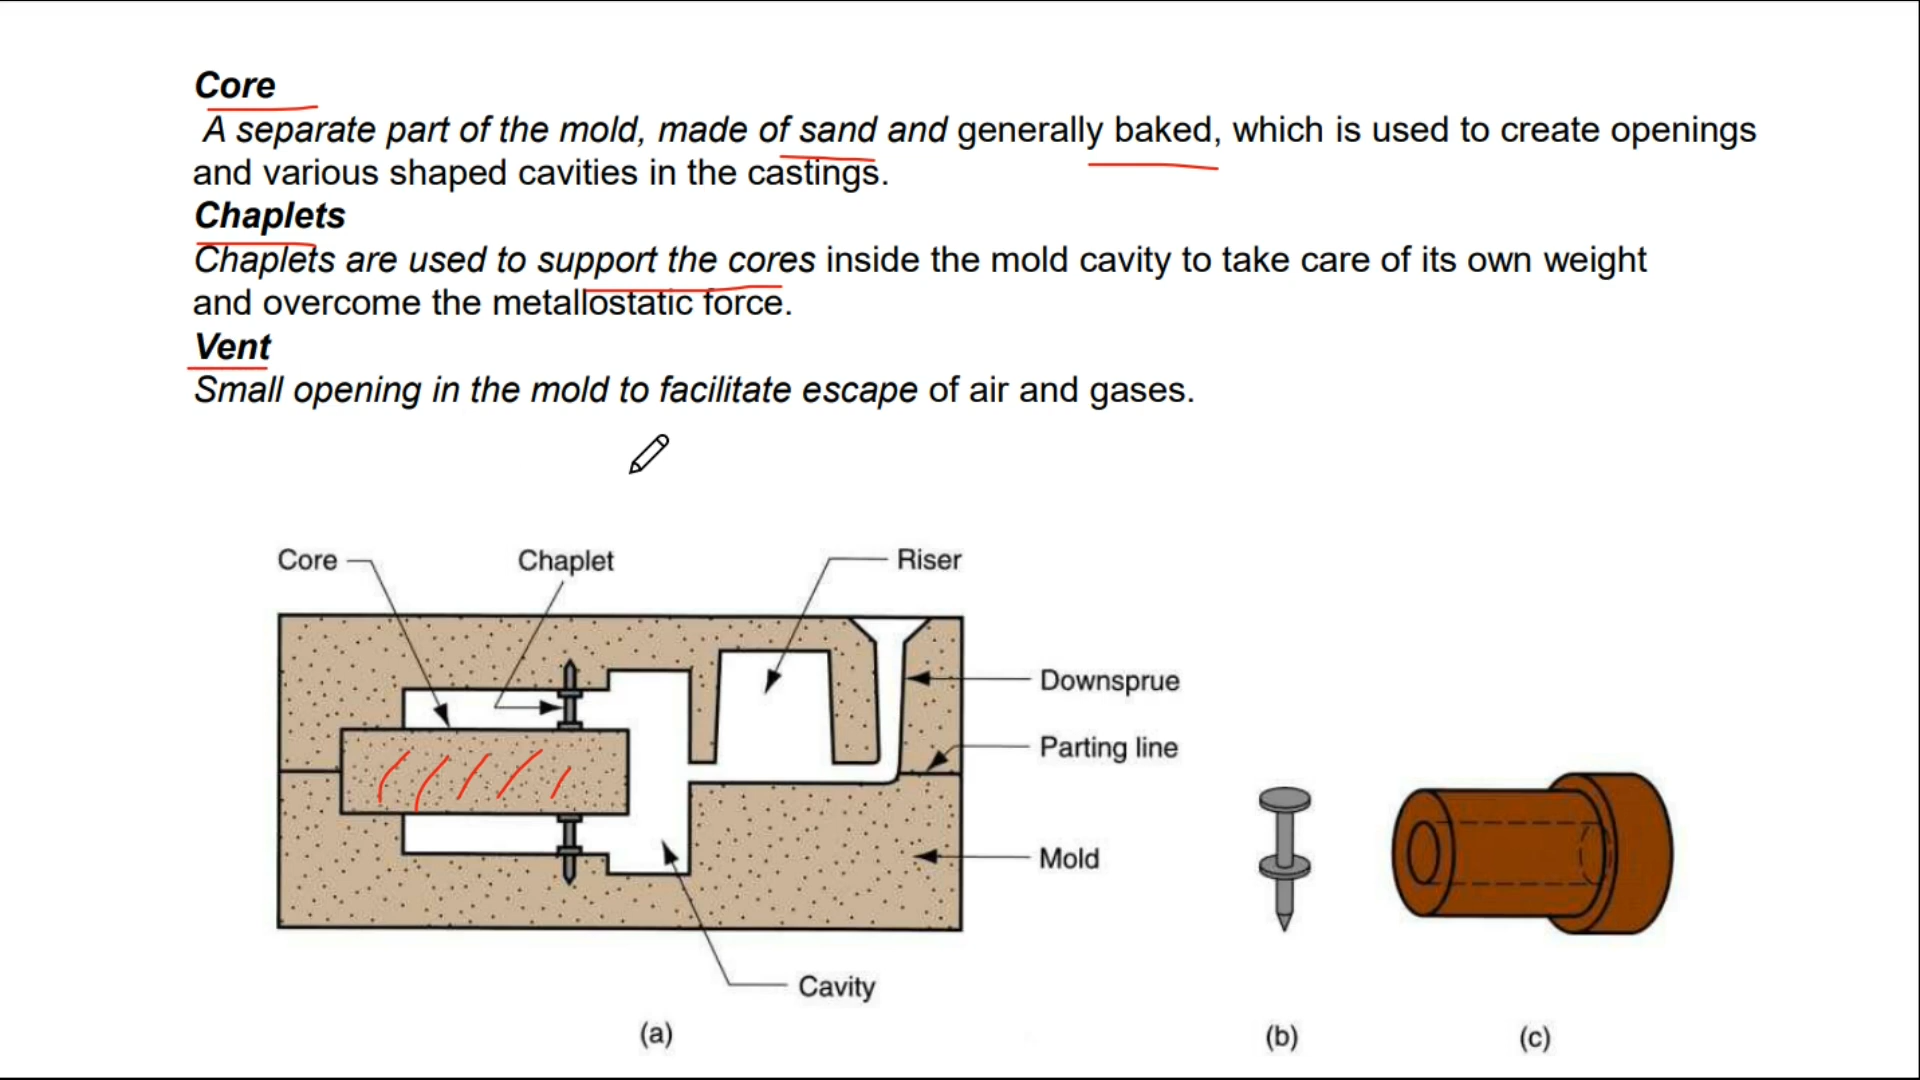 Core
A separate part of the mold, made of sand and generally baked, which is used to create openings
and various shaped cavities in the castings.
Chaplets
Chaplets are used to support the cores inside the mold cavity to take care of its own weight
and overcome the metallostatic force.
Vent
Small opening in the mold to facilitate escape of air and gases.
Core
Chaplet
Riser
Downsprue
Parting line
Mold
Cavity
(a)
(b)
(c)